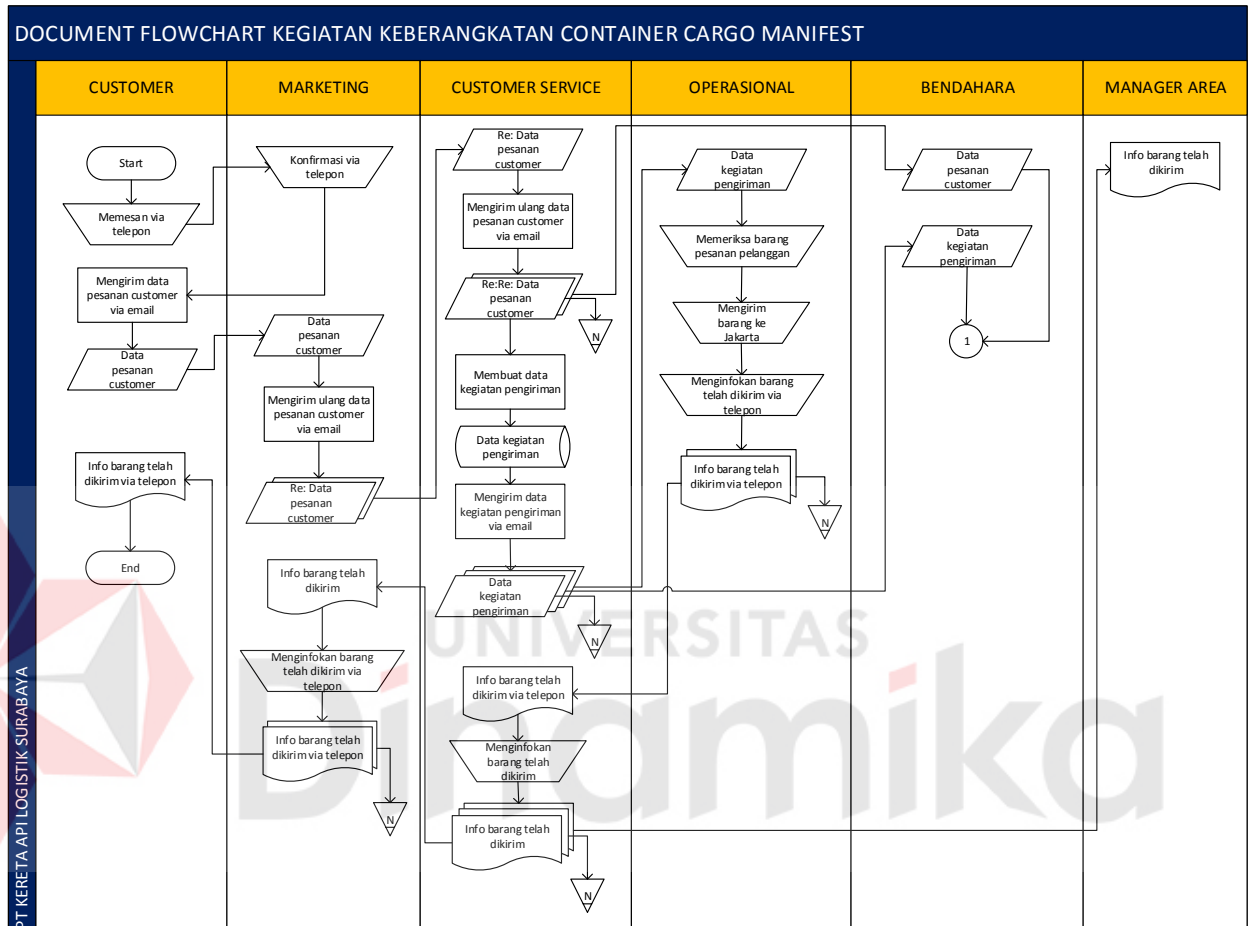 DOCUMENT FLOWCHART KEGIATAN KEBERANGKATAN CONTAINER CARGO MANIFEST
PT KERETA API LOGISTIK SURABAYA
CUSTOMER
MARKETING
CUSTOMER SERVICE
OPERASIONAL
BENDAHARA
MANAGER AREA
Start
Memesan via
telepon
Mengirim data
pesanan customer
via email
Data
pesanan
customer
Info barang telah
dikirim via telepon
End
Konfirmasi via
telepon
Data
pesanan
customer
Mengirim ulang data
pesanan customer
via email
Re: Data
pesanan
customer
Info barang telah
dikirim
Menginfokan barang
telah dikirim via
telepon
Info barang telah
dikirim via telepon
N
Re: Data
pesanan
customer
Mengirim ulang data
pesanan customer
via email
Re:Re: Data
pesanan
customer
N
Membuat data
kegiatan pengiriman
Data kegiatan
pengiriman
Mengirim data
kegiatan pengiriman
via email
Data
kegiatan
pengiriman
N
Info barang telah
dikirim via telepon
Menginfokan
barang telah
dikirim
Info barang telah
dikirim
N
Data
kegiatan
pengiriman
Memeriksa barang
pesanan pelanggan
Mengirim
barang ke
Jakarta
Menginfokan barang
telah dikirim via
telepon
Info barang telah
dikirim via telepon
N
Data
pesanan
customer
Data
kegiatan
pengiriman
1
Info barang telah
dikirim
UNIVERSITAS
Dinamika